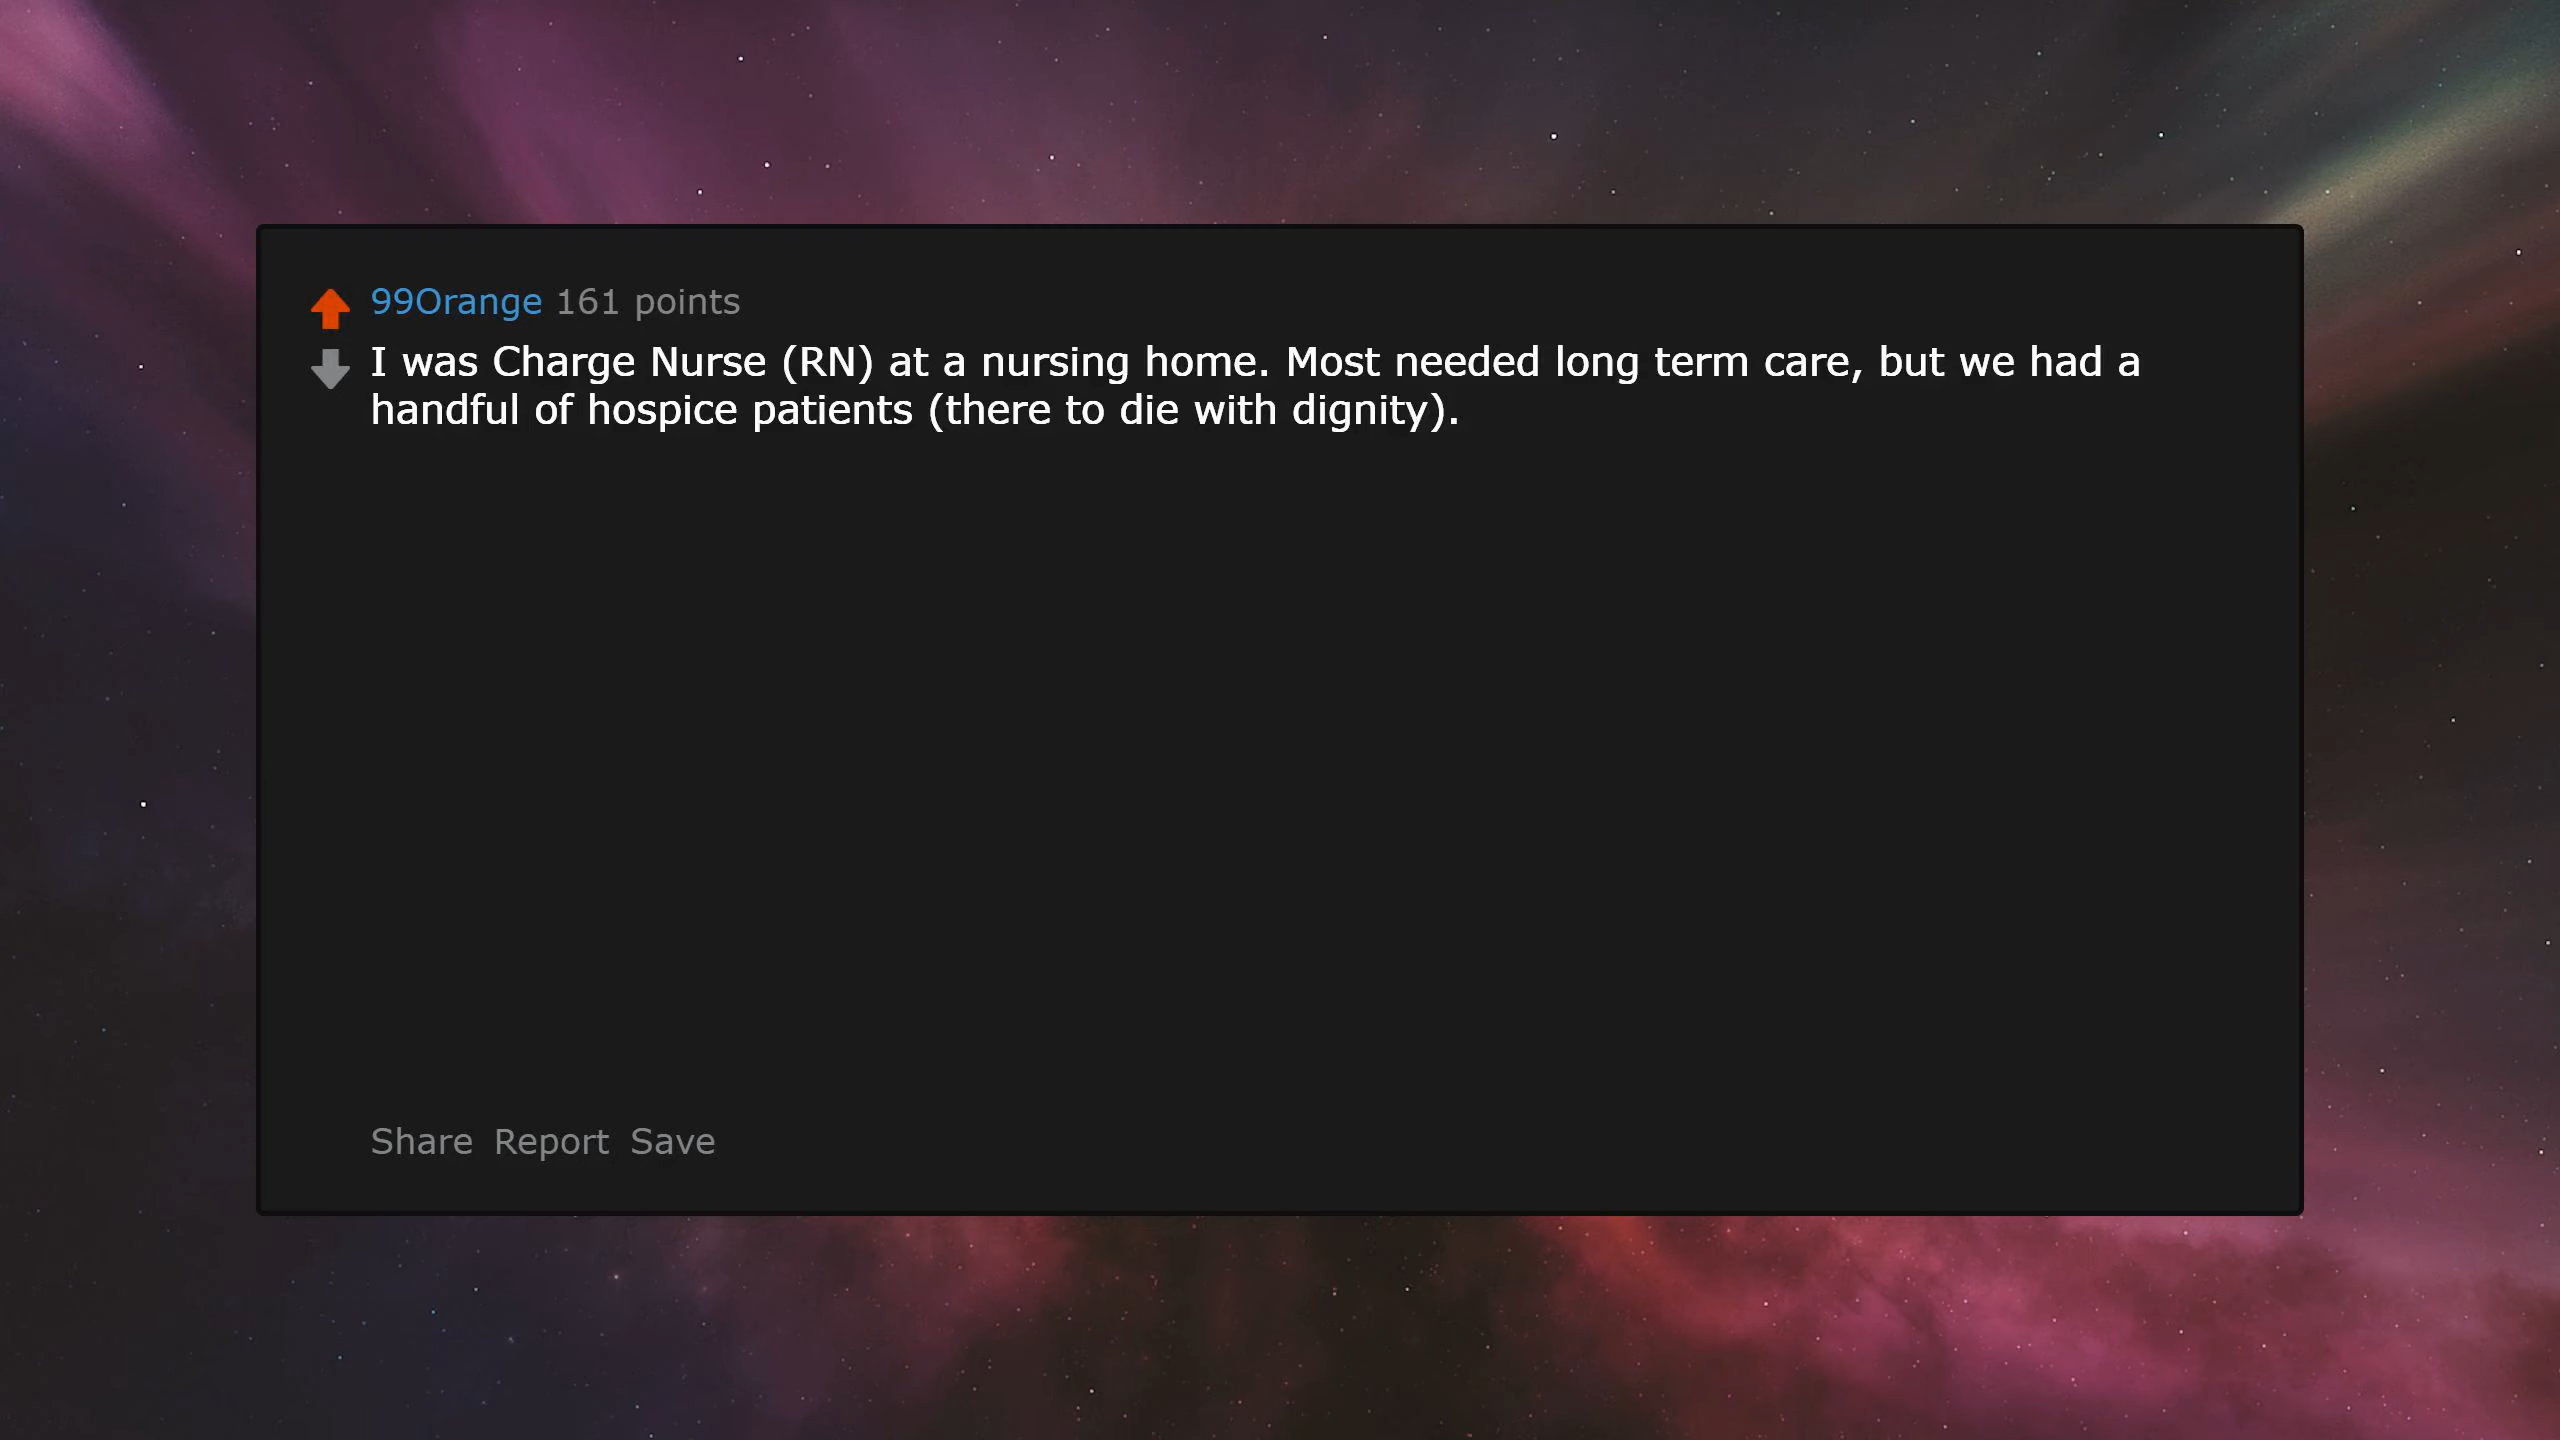 99Orange 161 points
I was Charge Nurse (RN) at a nursing home. Most needed long term care, but we had a
handful of hospice patients (there to die with dignity).
Share Report Save